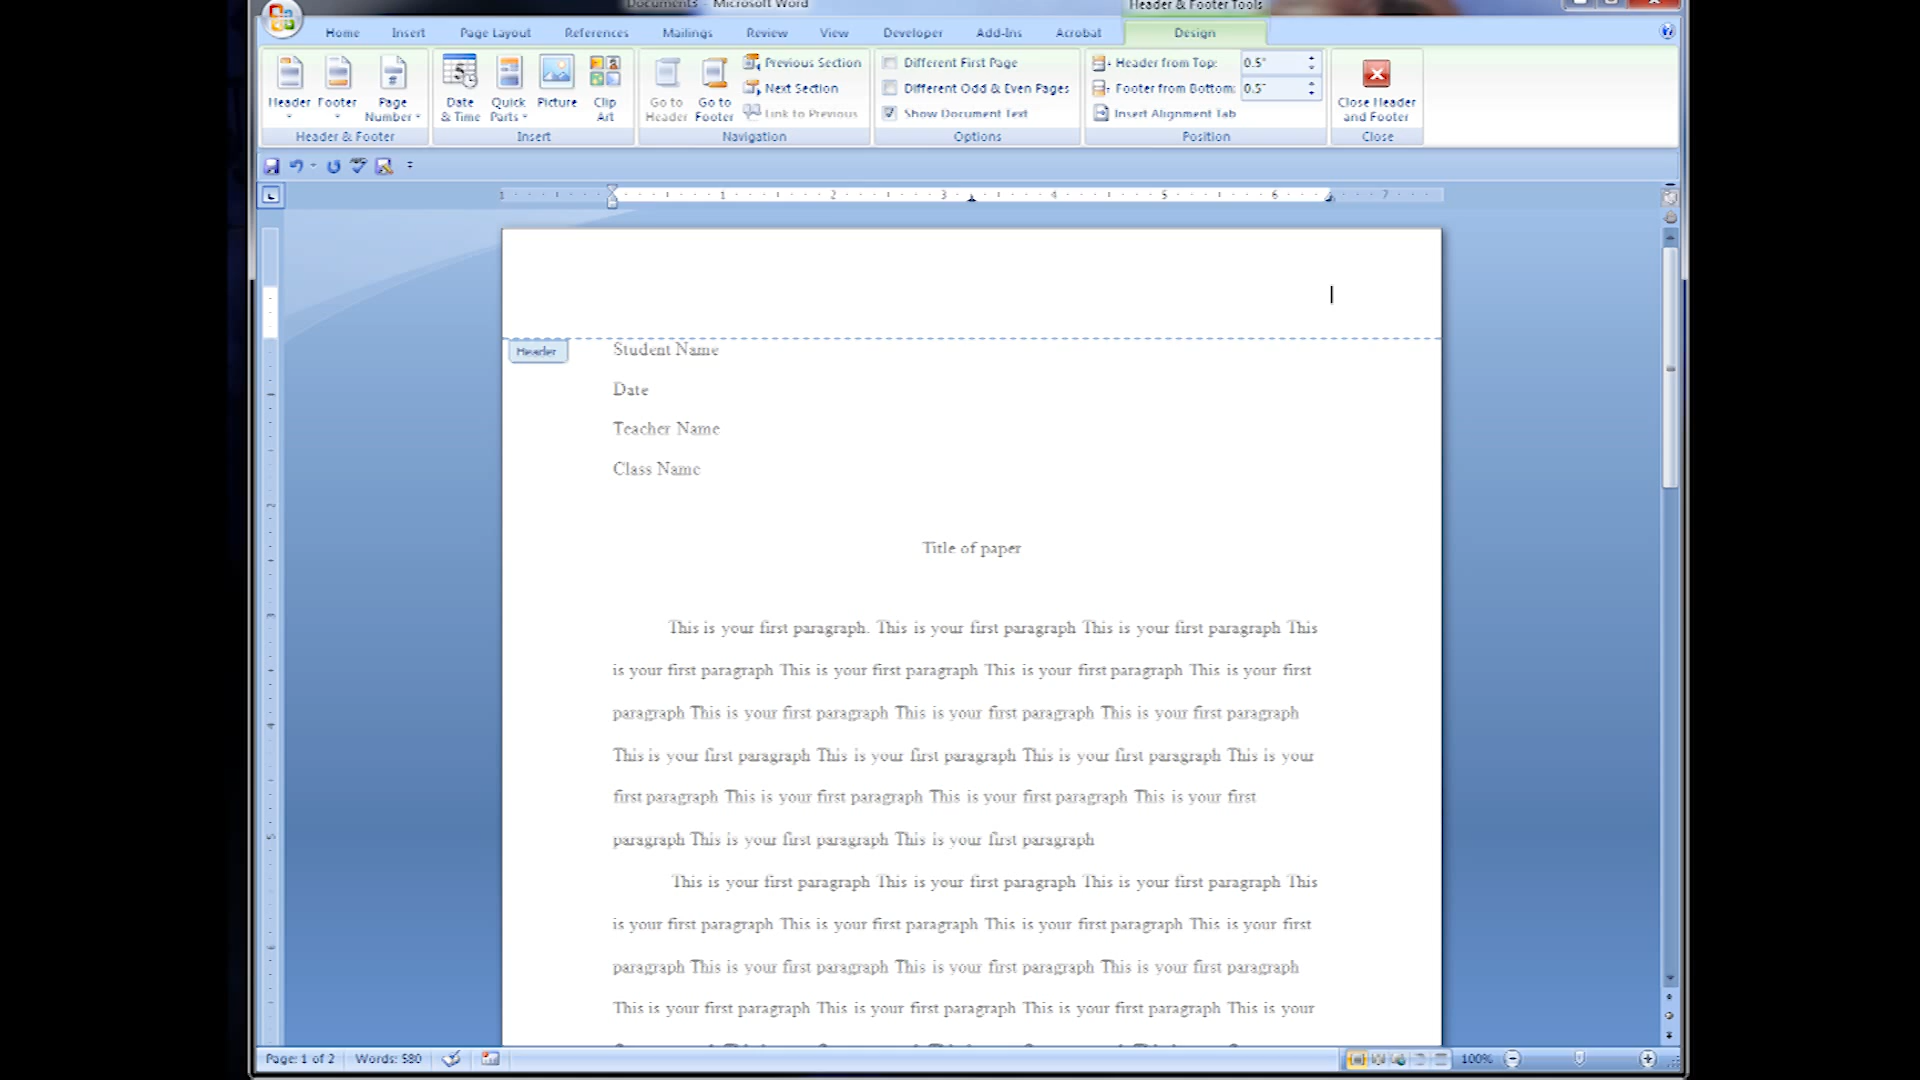 Document3 - Microsoft Word
Header & Footer Tools
Home Insert Page Layout References Mailings Review View Developer Add-Ins Acrobat Design
Previous Section Different First Page Header from Top: 0.5"
Next Section Different Odd & Even Pages Footer from Bottom: 0.5"
Header Footer Page Number Date & Time Quick Parts Picture Clip Art Go to Header Go to Footer Link to Previous Show Document Text Insert Alignment Tab Close Header and Footer
Header & Footer Insert Navigation Options Position Close
1 1 2 3 4 5 6 7
Header
Student Name
Date
Teacher Name
Class Name
Title of paper
This is your first paragraph. This is your first paragraph This is your first paragraph This
is your first paragraph This is your first paragraph This is your first paragraph This is your first
paragraph This is your first paragraph This is your first paragraph This is your first paragraph
This is your first paragraph This is your first paragraph This is your first paragraph This is your
first paragraph This is your first paragraph This is your first paragraph This is your first
paragraph This is your first paragraph This is your first paragraph
This is your first paragraph This is your first paragraph This is your first paragraph This
is your first paragraph This is your first paragraph This is your first paragraph This is your first
paragraph This is your first paragraph This is your first paragraph This is your first paragraph
This is your first paragraph This is your first paragraph This is your first paragraph This is your
Page: 1 of 2 Words: 580 100%